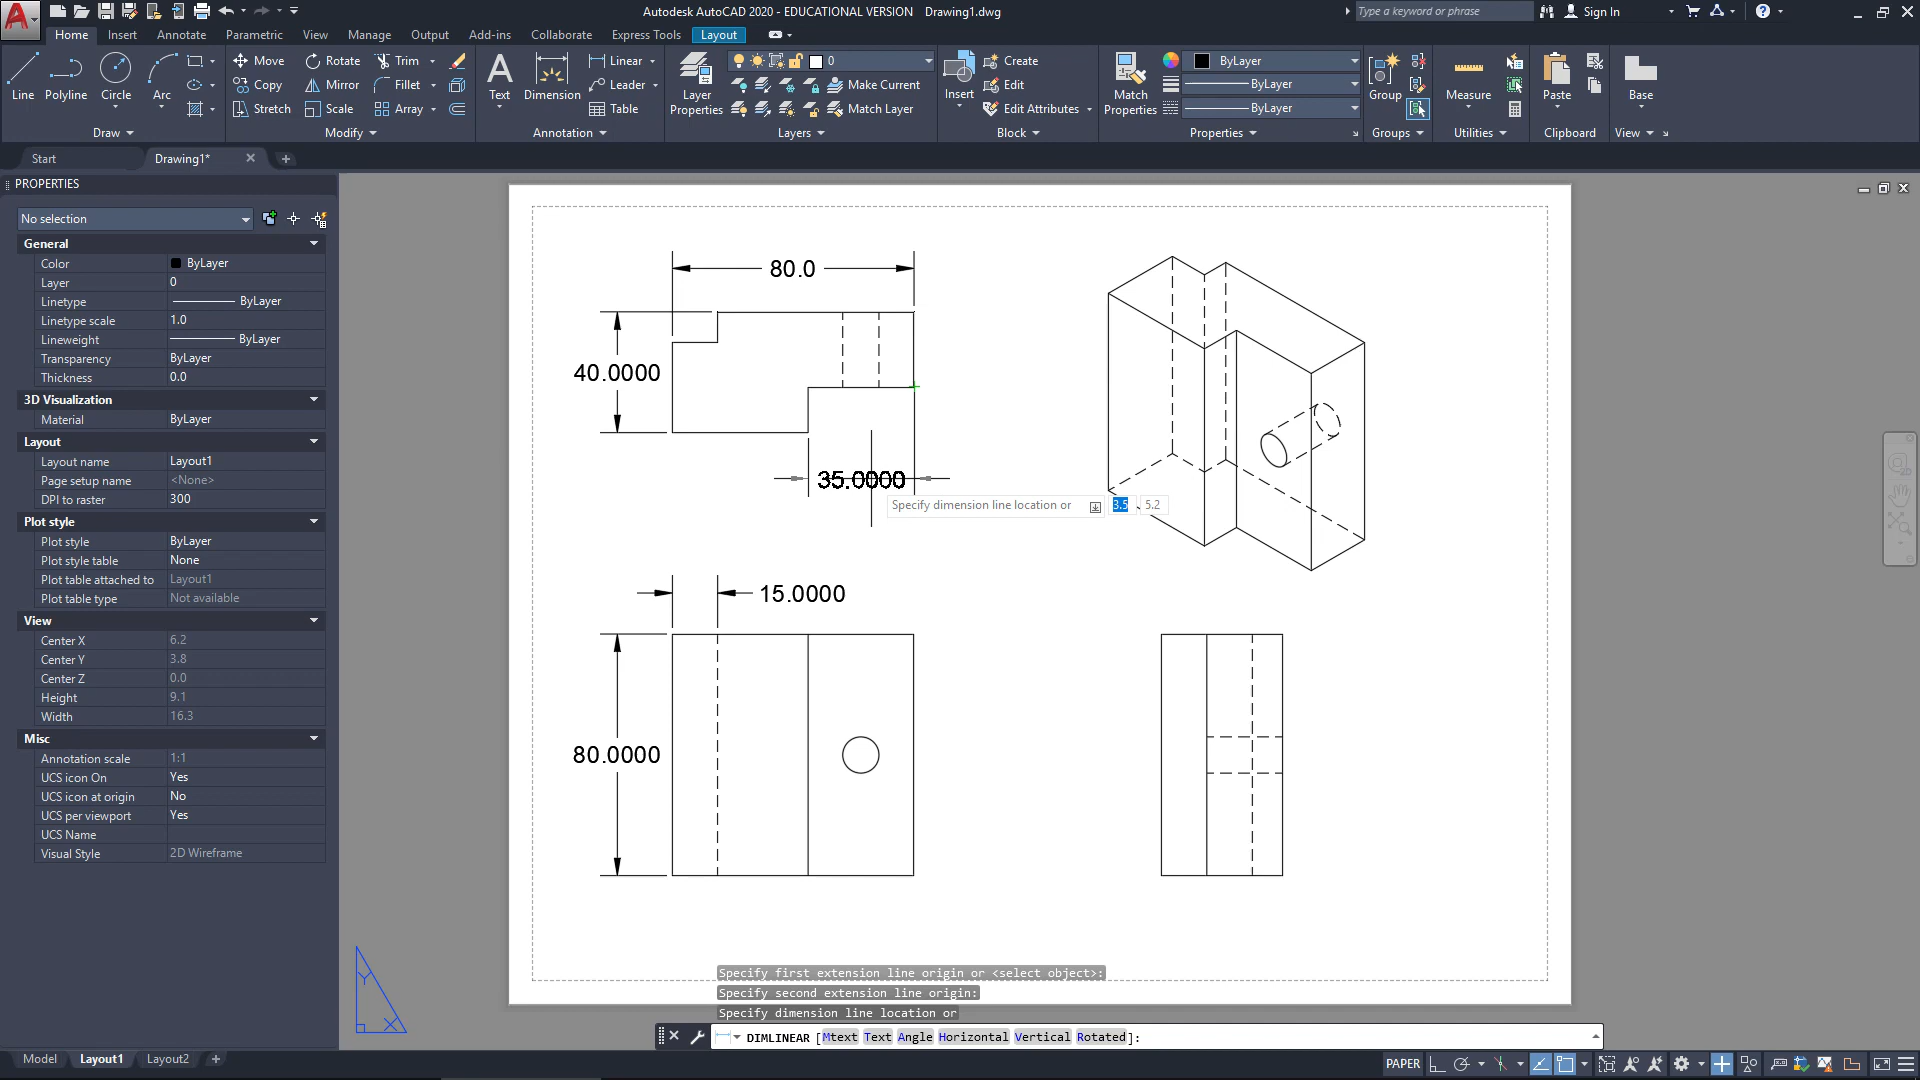 Autodesk AutoCAD 2020 - EDUCATIONAL VERSION Drawing1.dwg
Type a keyword or phrase
Sign In
Home Insert Annotate Parametric View Manage Output Add-ins Collaborate Express Tools Layout
Line
Polyline
Circle
Arc
Move
Rotate
Trim
Copy
Mirror
Fillet
Stretch
Scale
Array
Text
Dimension
Linear
Leader
Table
Layer
Properties
0
Make Current
Match Layer
Insert
Create
Edit
Edit Attributes
Match
Properties
ByLayer
ByLayer
ByLayer
Group
Measure
Paste
Base
Draw Modify Annotation Layers Block Properties Groups Utilities Clipboard View
Start
Drawing1*
PROPERTIES
No selection
General
Color ByLayer
Layer 0
Linetype ByLayer
Linetype scale 1.0
Lineweight ByLayer
Transparency ByLayer
Thickness 0.0
3D Visualization
Material ByLayer
Layout
Layout name Layout1
Page setup name <None>
DPI to raster 300
Plot style
Plot style ByLayer
Plot style table None
Plot table attached to Layout1
Plot table type Not available
View
Center X 6.2
Center Y 3.8
Center Z 0.0
Height 9.1
Width 16.3
Misc
Annotation scale 1:1
UCS icon On Yes
UCS icon at origin No
UCS per viewport Yes
UCS Name
Visual Style 2D Wireframe
80.0
40.0000
35.0000
Specify dimension line location or 3.5 5.2
15.0000
80.0000
Y
X
Specify first extension line origin or <select object>:
Specify second extension line origin:
Specify dimension line location or
DIMLINEAR [Mtext Text Angle Horizontal Vertical Rotated]:
Model Layout1 Layout2
PAPER